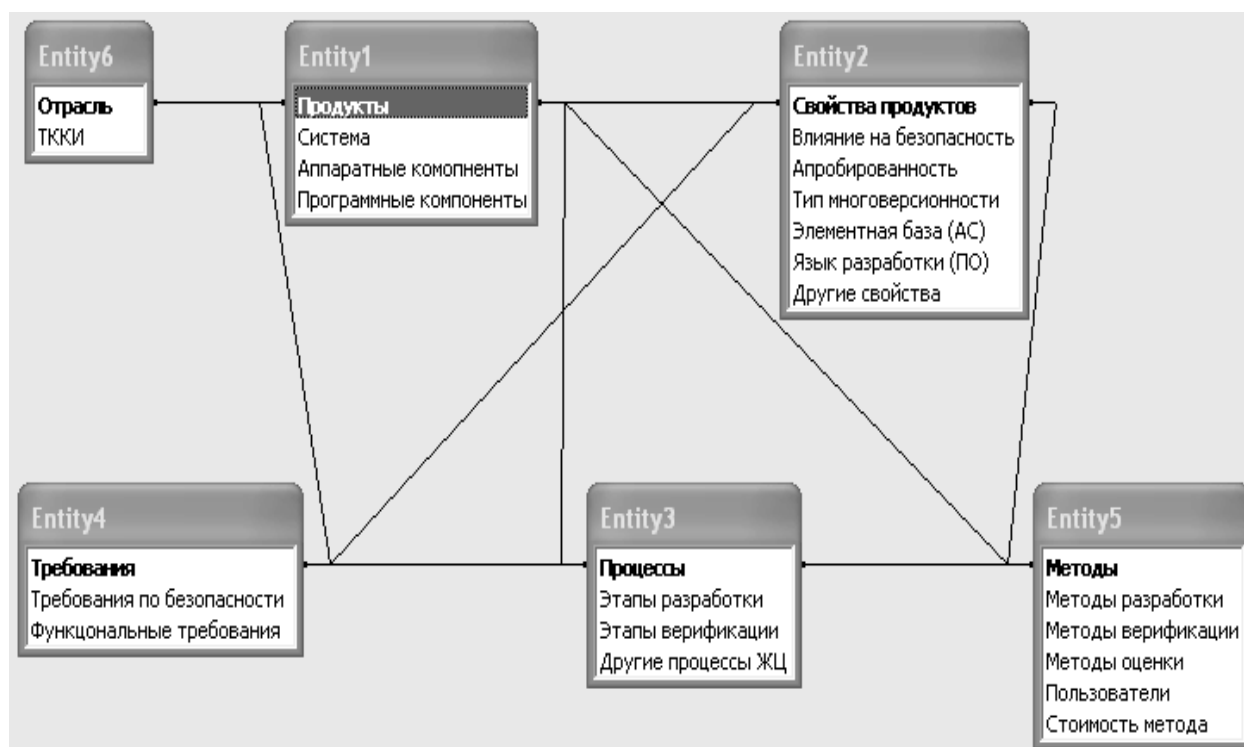 Entity6
Отрасль
ТККИ
Entity1
Продукты
Система
Аппаратные комопненты
Программные компоненты
Entity2
Свойства продуктов
Влияние на безопасность
Апробированность
Тип многоверсионности
Элементная база (АС)
Язык разработки (ПО)
Другие свойства
Entity4
Требования
Требования по безопасности
Функцональные требования
Entity3
Процессы
Этапы разработки
Этапы верификации
Другие процессы ЖЦ
Entity5
Методы
Методы разработки
Методы верификации
Методы оценки
Пользователи
Стоимость метода